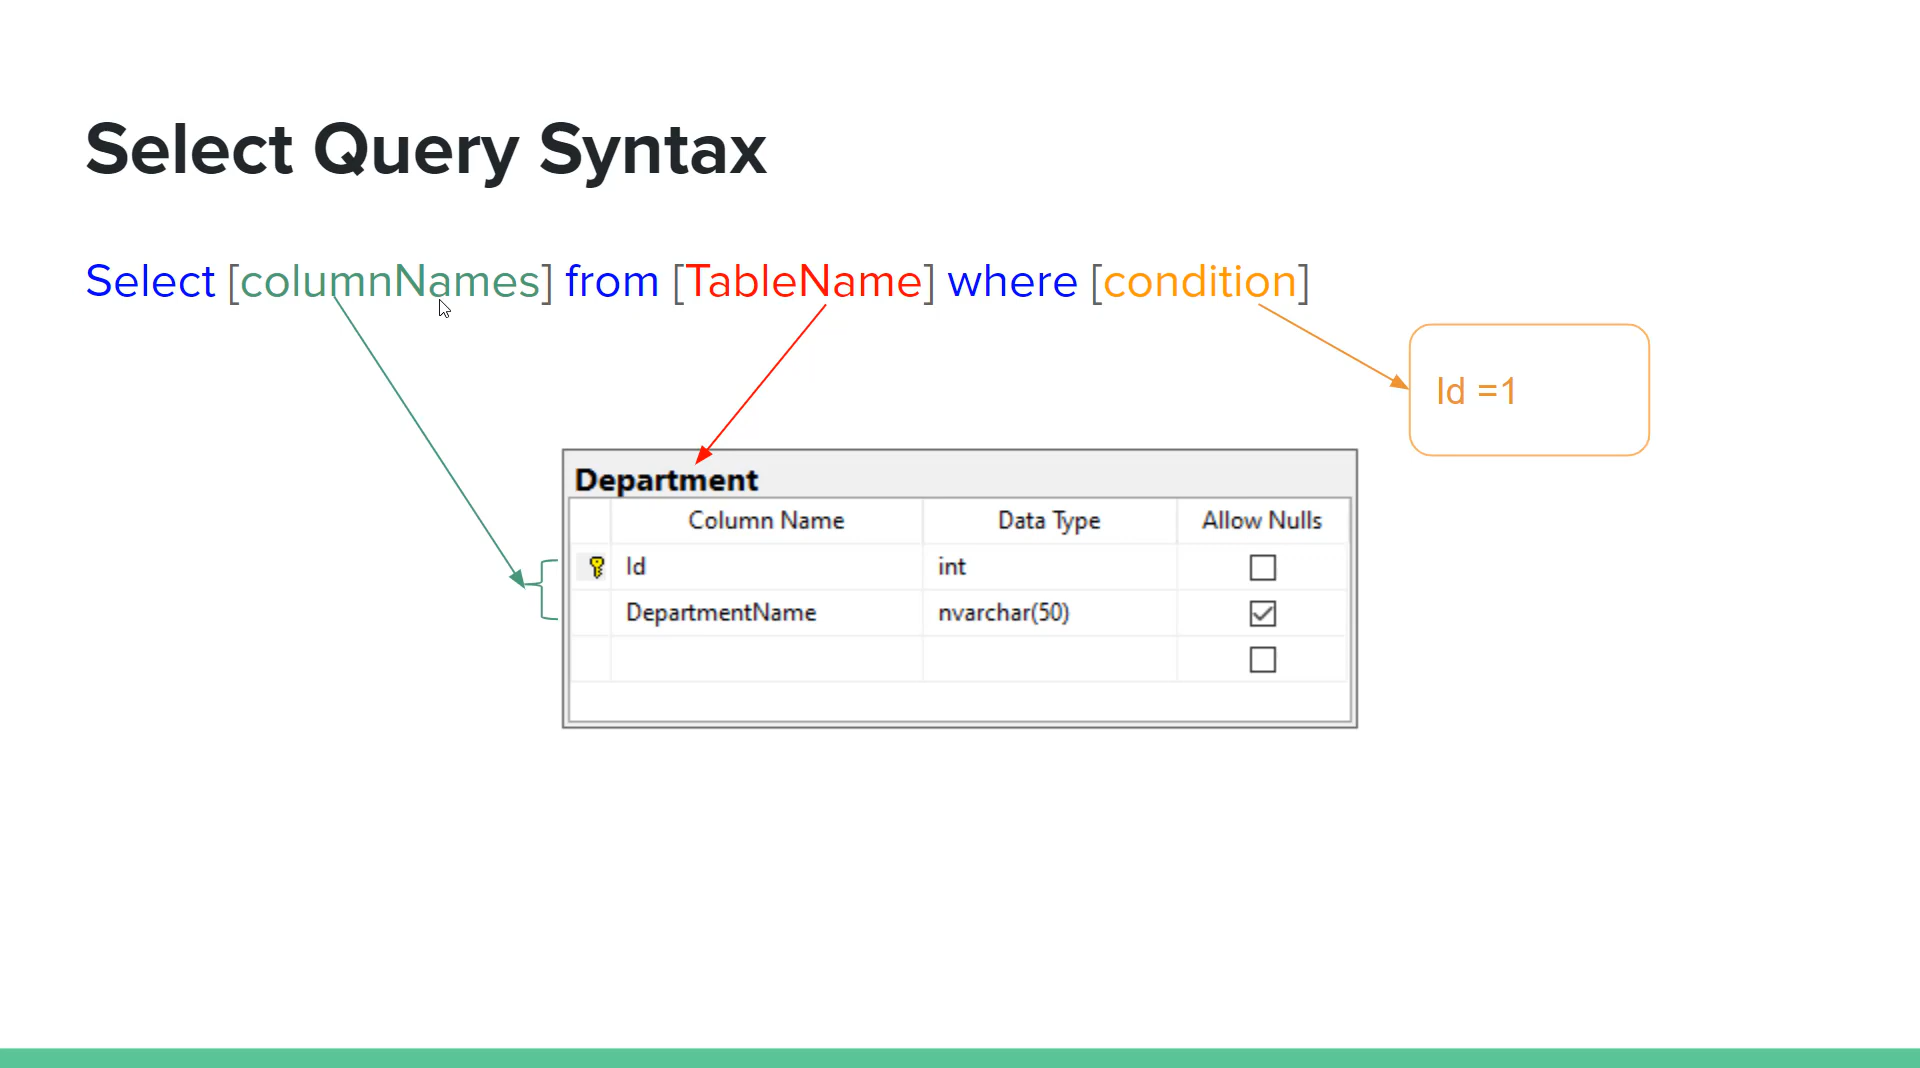 Select Query Syntax
Select [columnNames] from [TableName] where [condition]
Id =1
Department
Column Name Data Type Allow Nulls
Id int
DepartmentName nvarchar(50)